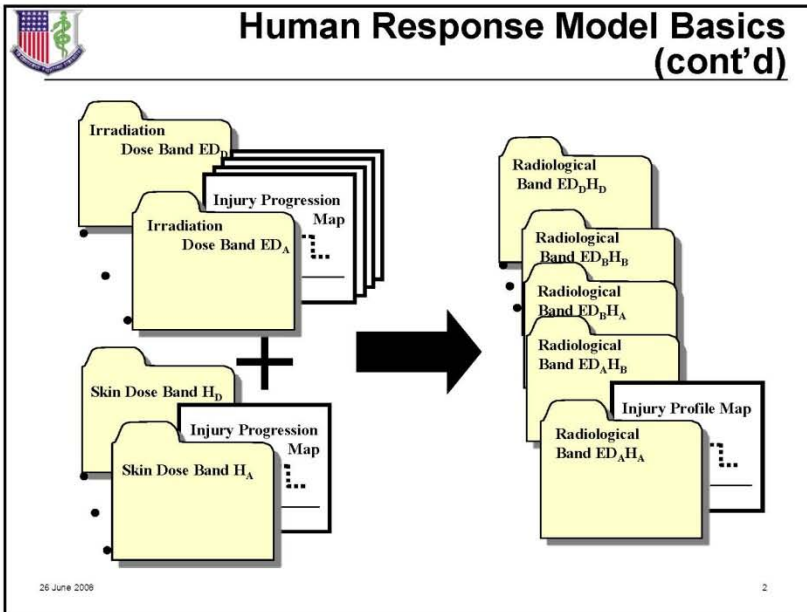 Human Response Model Basics
(cont'd)
Irradiation
Dose Band ED_D
Injury Progression
Map
Irradiation
Dose Band ED_A
Skin Dose Band H_D
Injury Progression
Map
Skin Dose Band H_A
Radiological
Band ED_DH_D
Radiological
Band ED_BH_B
Radiological
Band ED_BH_A
Radiological
Band ED_AH_B
Injury Profile Map
Radiological
Band ED_AH_A
26 June 2008
2